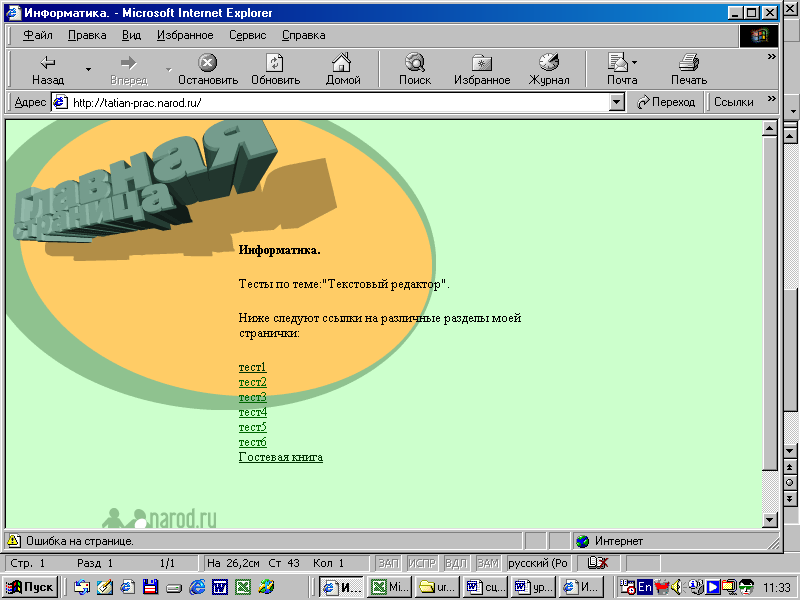 Информатика. - Microsoft Internet Explorer
Файл Правка Вид Избранное Сервис Справка
Назад Вперед Остановить Обновить Домой Поиск Избранное Журнал Почта Печать »
Адрес http://tatian-prac.narod.ru/ Переход Ссылки »
Главная
страница
Информатика.
Тесты по теме:"Текстовый редактор".
Ниже следуют ссылки на различные разделы моей
странички:
тест1
тест2
тест3
тест4
тест5
тест6
Гостевая книга
narod.ru
Ошибка на странице. Интернет
Стр. 1 Разд 1 1/1 На 26,2см Ст 43 Кол 1 ЗАП ИСПР ВДЛ ЗАМ русский (Ро
Пуск И... Mi... ur... сц... ур... И... En 11:33